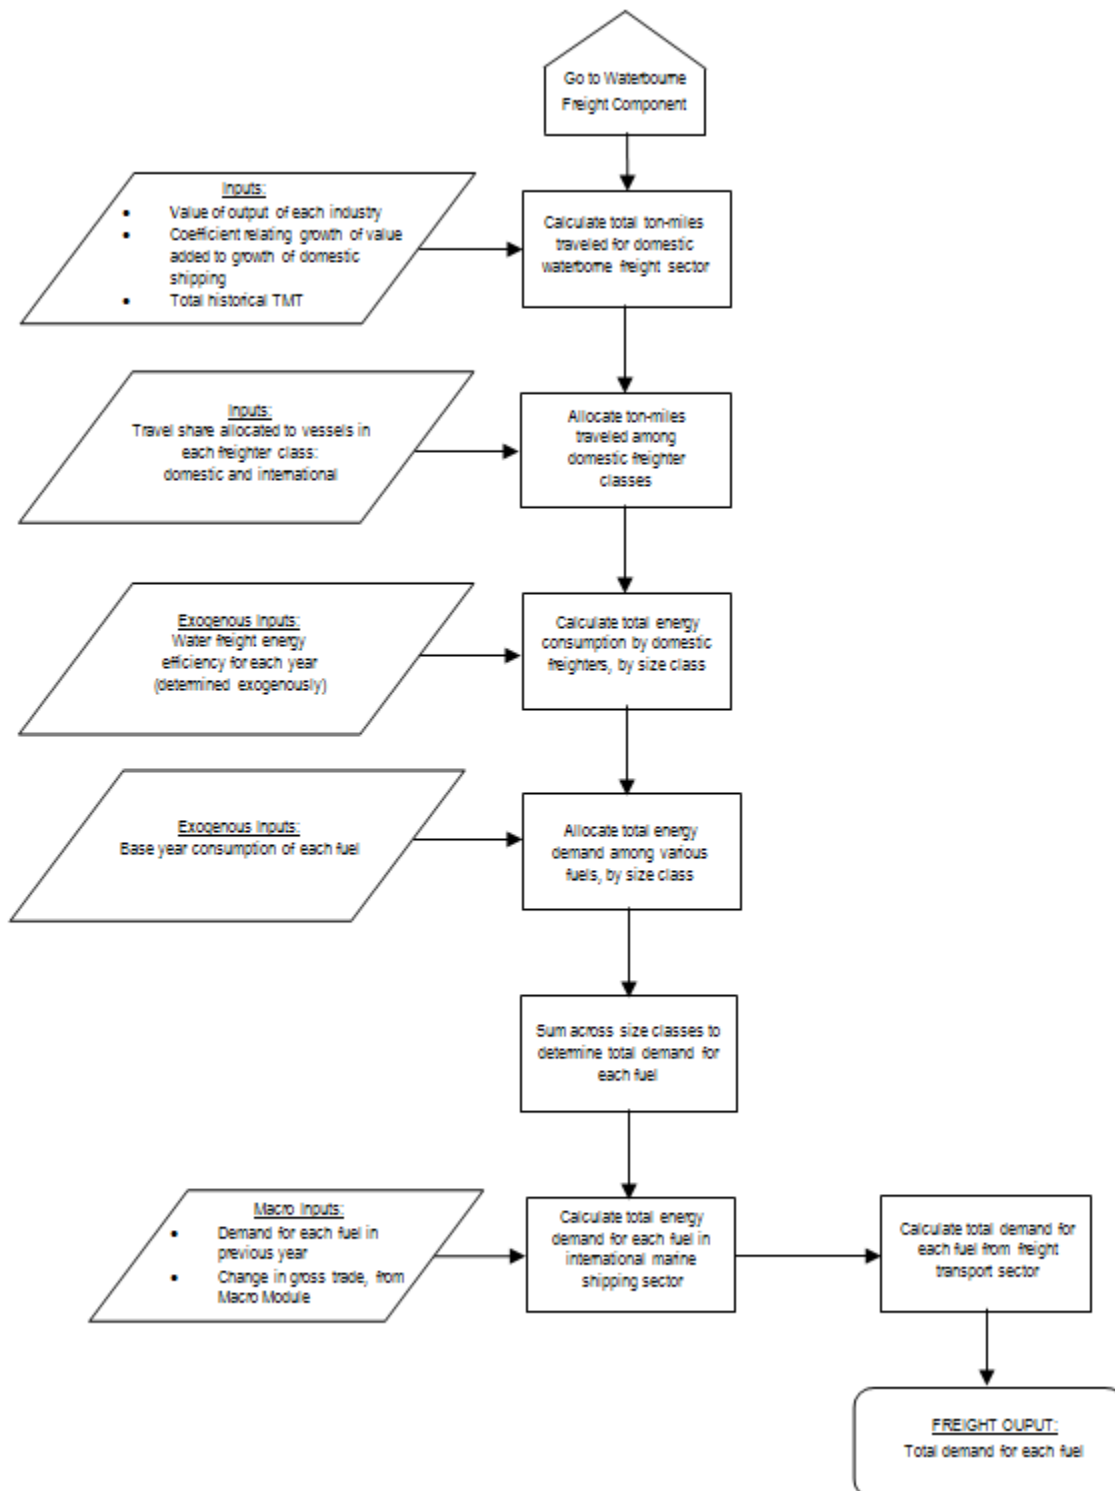 Go to Waterbourne
Freight Component
Inputs:
• Value of output of each industry
• Coefficient relating growth of value
added to growth of domestic
shipping
• Total historical TMT
Calculate total ton-miles
traveled for domestic
waterborne freight sector
Inputs:
Travel share allocated to vessels in
each freighter class:
domestic and international
Allocate ton-miles
traveled among
domestic freighter
classes
Exogenous Inputs:
Water freight energy
efficiency for each year
(determined exogenously)
Calculate total energy
consumption by domestic
freighters, by size class
Exogenous Inputs:
Base year consumption of each fuel
Allocate total energy
demand among various
fuels, by size class
Sum across size classes to
determine total demand for
each fuel
Macro Inputs:
• Demand for each fuel in
previous year
• Change in gross trade, from
Macro Module
Calculate total energy
demand for each fuel in
international marine
shipping sector
Calculate total demand for
each fuel from freight
transport sector
FREIGHT OUPUT:
Total demand for each fuel